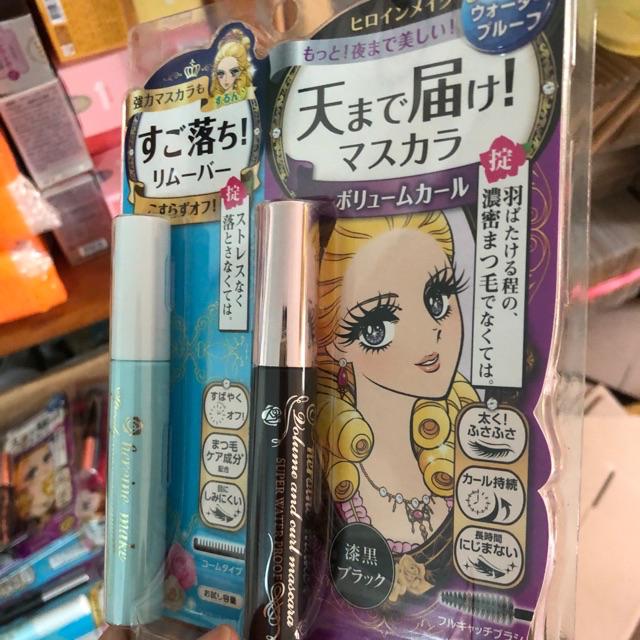 強力マスカラも
するん♪
すご落ち!
リムーバー
こすらずオフ!
掟
ストレスなく
落とさなくては。
すばやく
オフ!
まつ毛
ケア成分
配合
目に
しみにくい
コームタイプ
お試し容量
heroine make
ヒロインメイク
ウォーター
プルーフ
もっと!夜まで美しい!
天まで届け!
マスカラ
ボリュームカール
掟
羽ばたける程の、
濃密まつ毛でなくては。
太く!
ふさふさ
カール持続
長時間
にじまない
漆黒
ブラック
フルキャッチブラシ
Volume and curl mascara
SUPER WATERPROOF
1